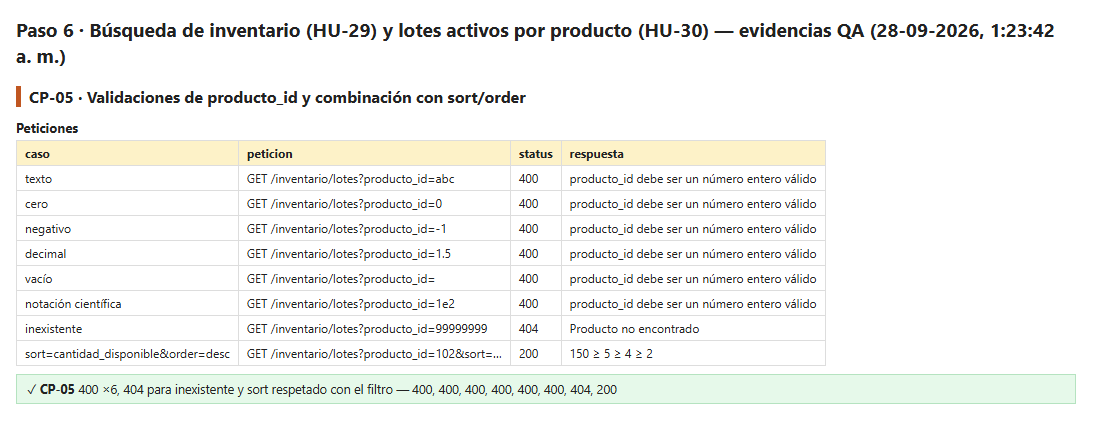 Paso 6 · Búsqueda de inventario (HU-29) y lotes activos por producto (HU-30) — evidencias QA (28-09-2026, 1:23:42
a. m.)
CP-05 · Validaciones de producto_id y combinación con sort/order
Peticiones
caso peticion status respuesta
texto GET /inventario/lotes?producto_id=abc 400 producto_id debe ser un número entero válido
cero GET /inventario/lotes?producto_id=0 400 producto_id debe ser un número entero válido
negativo GET /inventario/lotes?producto_id=-1 400 producto_id debe ser un número entero válido
decimal GET /inventario/lotes?producto_id=1.5 400 producto_id debe ser un número entero válido
vacío GET /inventario/lotes?producto_id= 400 producto_id debe ser un número entero válido
notación científica GET /inventario/lotes?producto_id=1e2 400 producto_id debe ser un número entero válido
inexistente GET /inventario/lotes?producto_id=99999999 404 Producto no encontrado
sort=cantidad_disponible&order=desc GET /inventario/lotes?producto_id=102&sort=... 200 150 ≥ 5 ≥ 4 ≥ 2
✓ CP-05 400 ×6, 404 para inexistente y sort respetado con el filtro — 400, 400, 400, 400, 400, 400, 404, 200